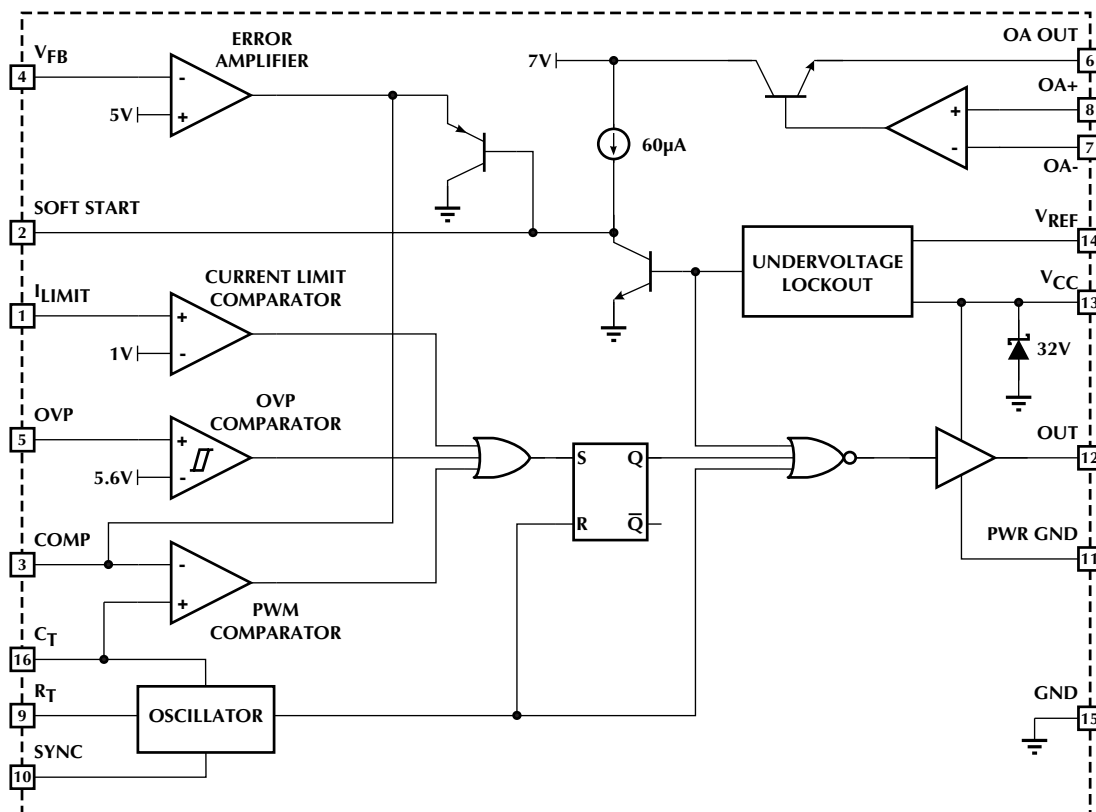 VFB
4
ERROR
AMPLIFIER
-
5V
+
7V
60µA
OA OUT
6
OA+
8
+
-
7
OA-
SOFT START
2
VREF
14
UNDERVOLTAGE
LOCKOUT
VCC
13
32V
ILIMIT
1
CURRENT LIMIT
COMPARATOR
+
1V
-
OVP
5
OVP
COMPARATOR
+
5.6V
-
S
Q
R
Q̅
OUT
12
PWR GND
11
COMP
3
-
+
PWM
COMPARATOR
CT
16
RT
9
OSCILLATOR
SYNC
10
GND
15